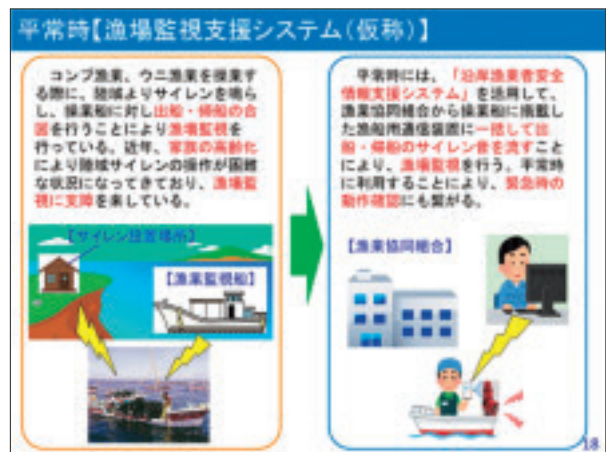 平常時【漁場監視支援システム(仮称)】
コンブ漁業、ウニ漁業を操業す
る際に、陸域よりサイレンを鳴ら
し、操業船に対し出船・帰船の合
図を行うことにより漁場監視を
行っている。近年、家族の高齢化
により陸域サイレンの操作が困難
な状況になってきており、漁場監
視に支障を来している。
【サイレン設置場所】
【漁業監視船】
平常時には、「沿岸漁業者安全
情報支援システム」を活用して、
漁業協同組合から操業船に搭載し
た漁船用通信装置に一括して出
船・帰船のサイレン音を流すこと
により、漁場監視を行う。平常時
に利用することにより、緊急時の
動作確認にも繋がる。
【漁業協同組合】
18